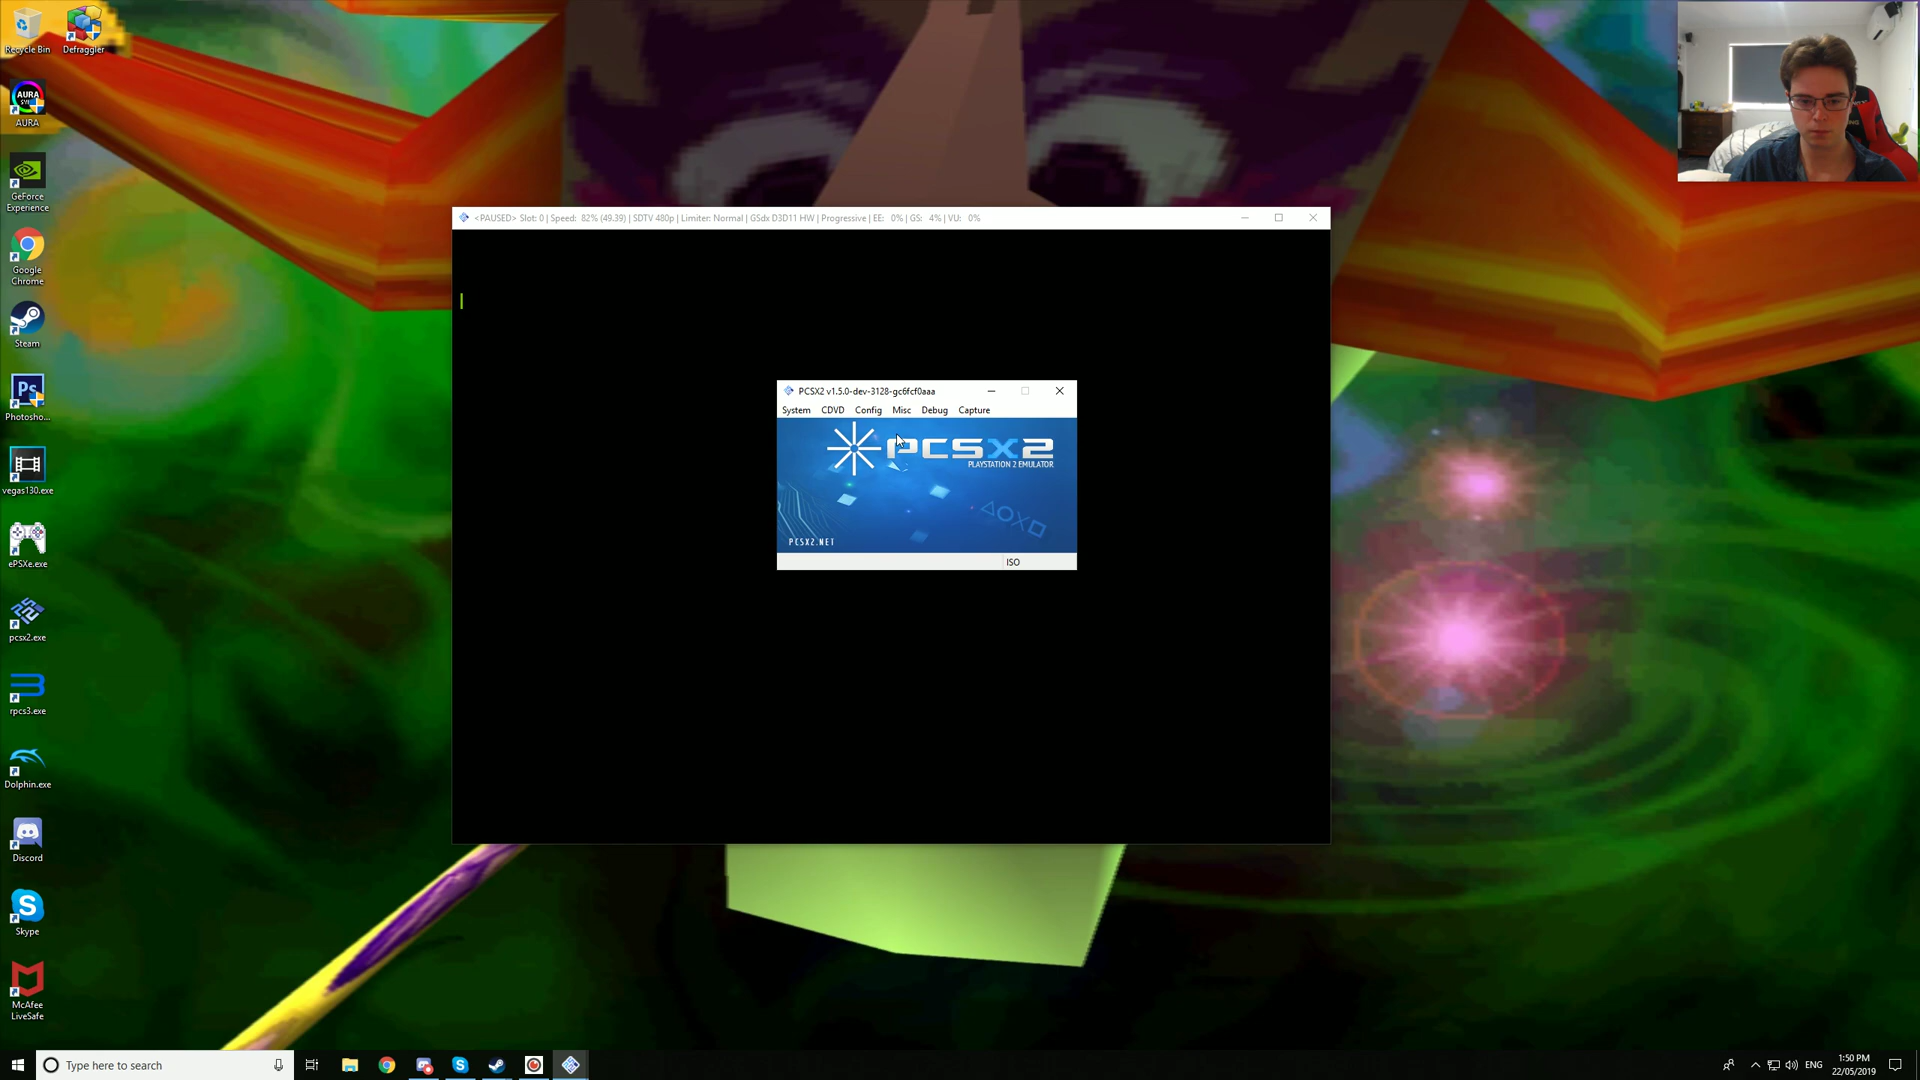 Recycle Bin
Defraggler
AURA
AURA
GeForce
Experience
Google
Chrome
Steam
Ps
Photosho...
vegas130.exe
ePSXe.exe
pcsx2.exe
rpcs3.exe
Dolphin.exe
Discord
S
Skype
McAfee
LiveSafe
<PAUSED> Slot: 0 | Speed: 82% (49.39) | SDTV 480p | Limiter: Normal | GSdx D3D11 HW | Progressive | EE: 0% | GS: 4% | VU: 0%
PCSX2 v1.5.0-dev-3128-gc6fcf0aaa
System CDVD Config Misc Debug Capture
PCSX2
PLAYSTATION 2 EMULATOR
PCSX2.NET
ISO
Type here to search
ENG
1:50 PM
22/05/2019